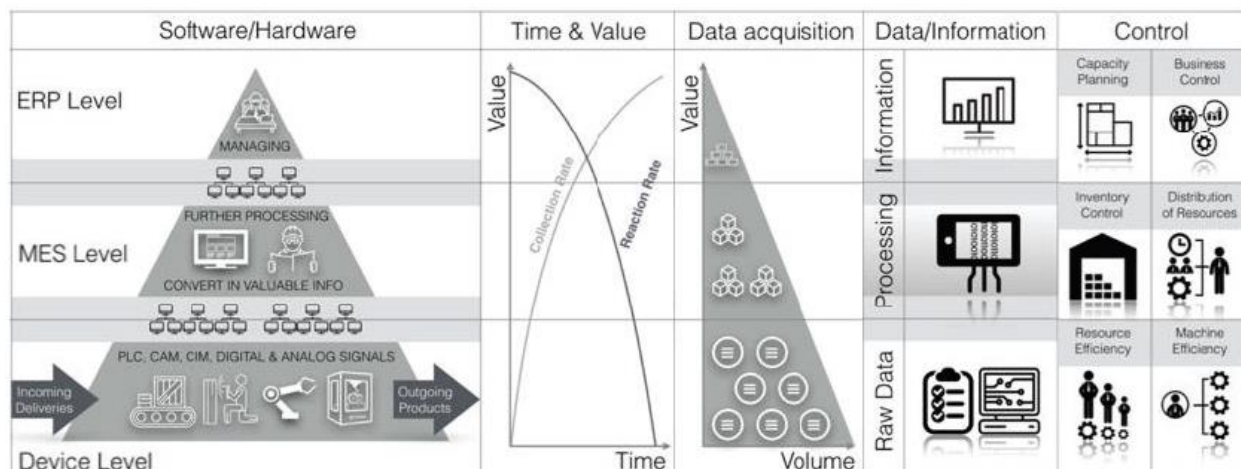 Software/Hardware
Time & Value
Data acquisition
Data/Information
Control
ERP Level
MANAGING
MES Level
FURTHER PROCESSING
CONVERT IN VALUABLE INFO
PLC, CAM, CIM, DIGITAL & ANALOG SIGNALS
Incoming
Deliveries
Outgoing
Products
Device Level
Value
Collection Rate
Reaction Rate
Time
Value
Volume
Information
Processing
Raw Data
Capacity
Planning
Business
Control
Inventory
Control
Distribution
of Resources
Resource
Efficiency
Machine
Efficiency